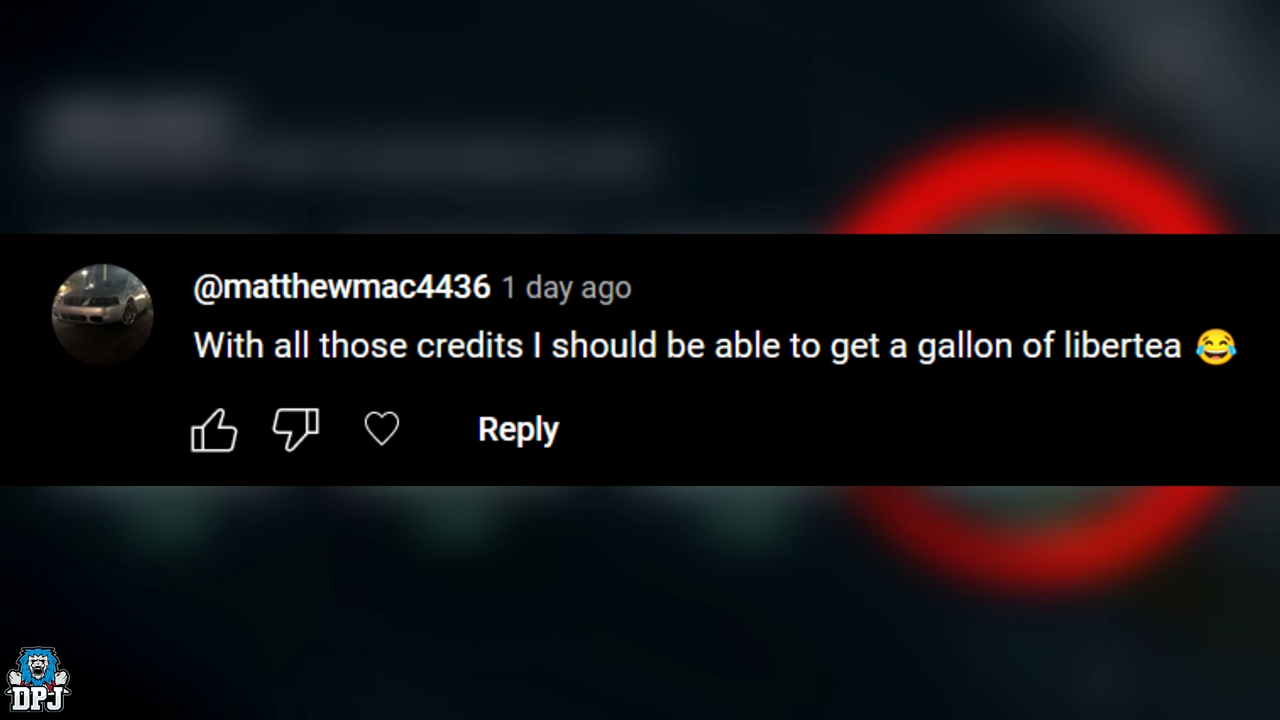 @matthewmac4436 1 day ago
With all those credits I should be able to get a gallon of libertea 😂
Reply
DPJ